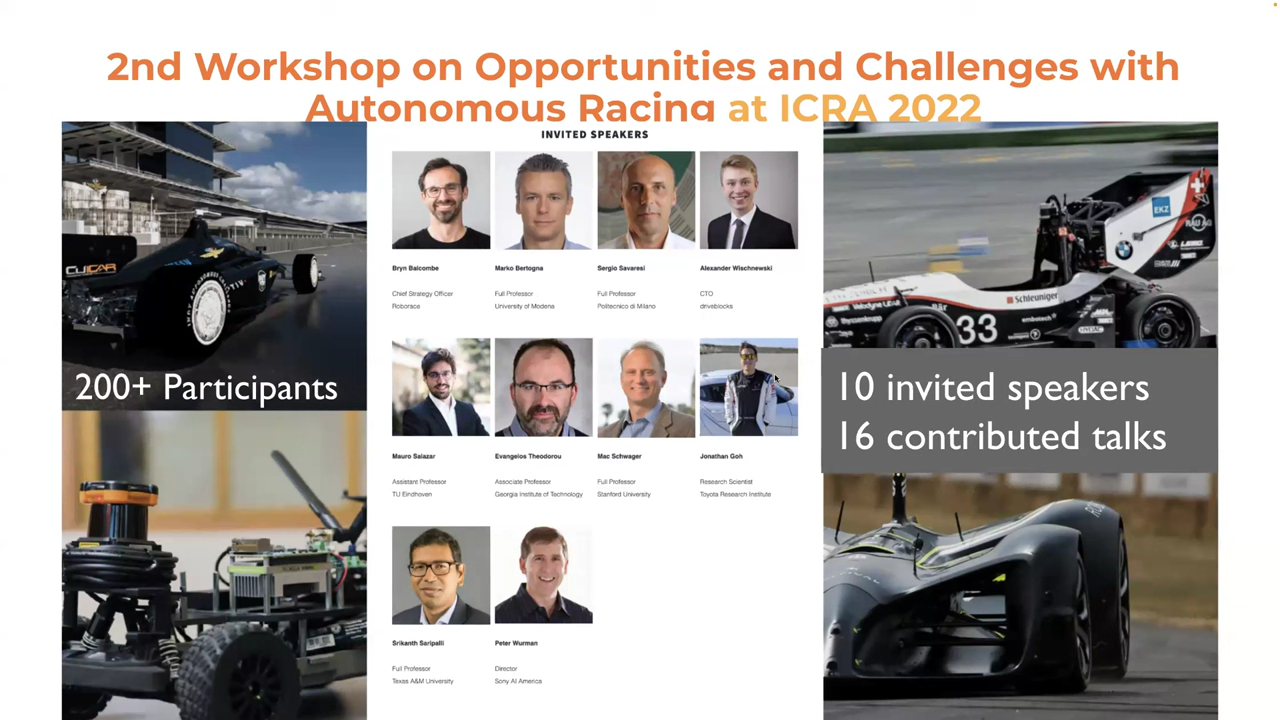 2nd Workshop on Opportunities and Challenges with
Autonomous Racing at ICRA 2022
INVITED SPEAKERS
Bryn Balcombe
Chief Strategy Officer
Roborace
Marko Bertogna
Full Professor
University of Modena
Sergio Savaresi
Full Professor
Politecnico di Milano
Alexander Wischnewski
CTO
driveblocks
Mauro Salazar
Assistant Professor
TU Eindhoven
Evangelos Theodorou
Associate Professor
Georgia Institute of Technology
Mac Schwager
Full Professor
Stanford University
Jonathan Goh
Research Scientist
Toyota Research Institute
Srikanth Saripalli
Full Professor
Texas A&M University
Peter Wurman
Director
Sony AI America
200+ Participants
10 invited speakers
16 contributed talks
EKZ
BMW
Schleuniger
embotech
33